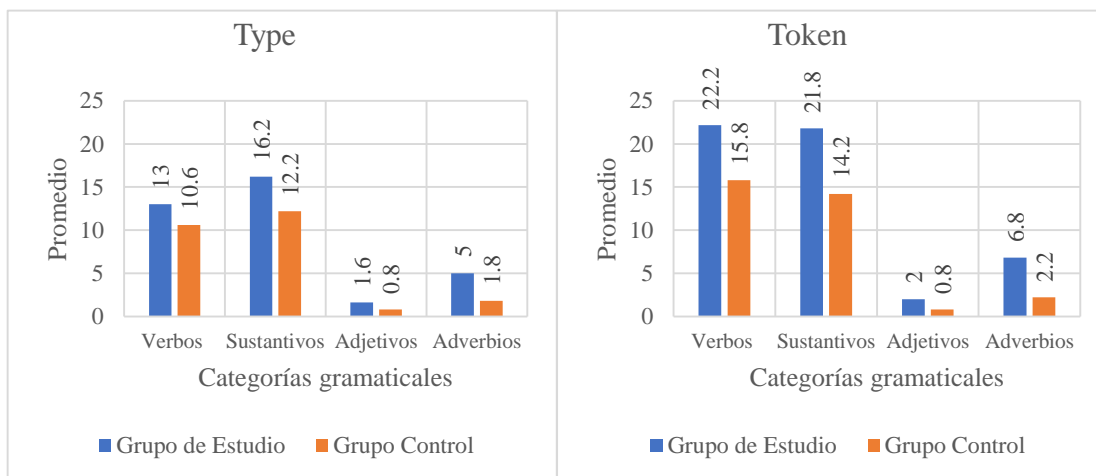 Type
Promedio
25
20
15
10
5
0
13
10.6
16.2
12.2
1.6
0.8
5
1.8
Verbos Sustantivos Adjetivos Adverbios
Categorías gramaticales
Grupo de Estudio Grupo Control
Token
Promedio
25
20
15
10
5
0
22.2
15.8
21.8
14.2
2
0.8
6.8
2.2
Verbos Sustantivos Adjetivos Adverbios
Categorías gramaticales
Grupo de Estudio Grupo Control